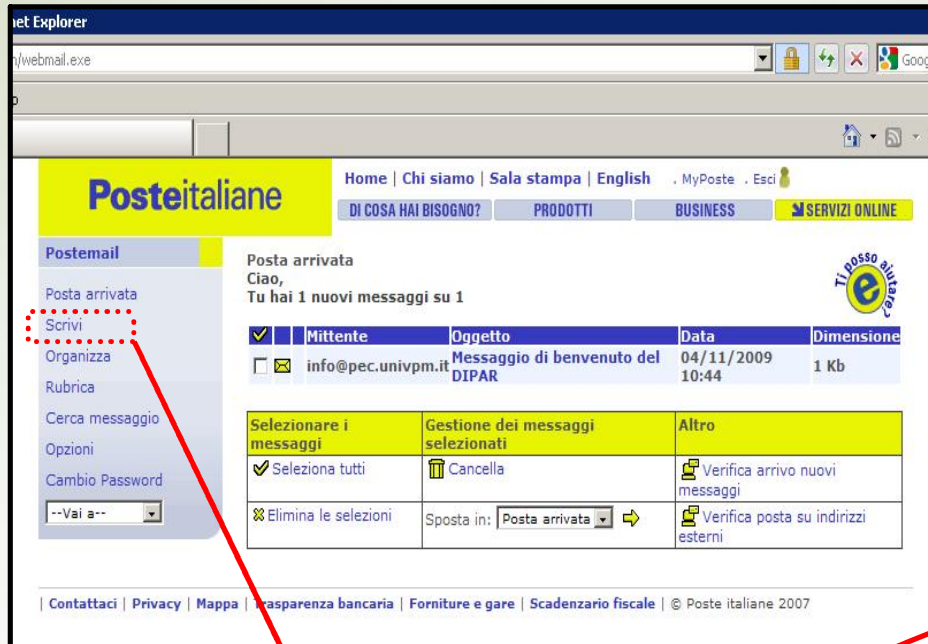 net Explorer
n/webmail.exe
Goog
Posteitaliane
Home | Chi siamo | Sala stampa | English . MyPoste . Esci
DI COSA HAI BISOGNO? PRODOTTI BUSINESS SERVIZI ONLINE
Postemail
Posta arrivata
Scrivi
Organizza
Rubrica
Cerca messaggio
Opzioni
Cambio Password
--Vai a--
Posta arrivata
Ciao,
Tu hai 1 nuovi messaggi su 1
Ti posso aiutare?
e
Mittente Oggetto Data Dimensione
info@pec.univpm.it Messaggio di benvenuto del DIPAR 04/11/2009 10:44 1 Kb
Selezionare i messaggi Gestione dei messaggi selezionati Altro
Seleziona tutti Cancella Verifica arrivo nuovi messaggi
Elimina le selezioni Sposta in: Posta arrivata Verifica posta su indirizzi esterni
| Contattaci | Privacy | Mappa | Trasparenza bancaria | Forniture e gare | Scadenzario fiscale | © Poste italiane 2007